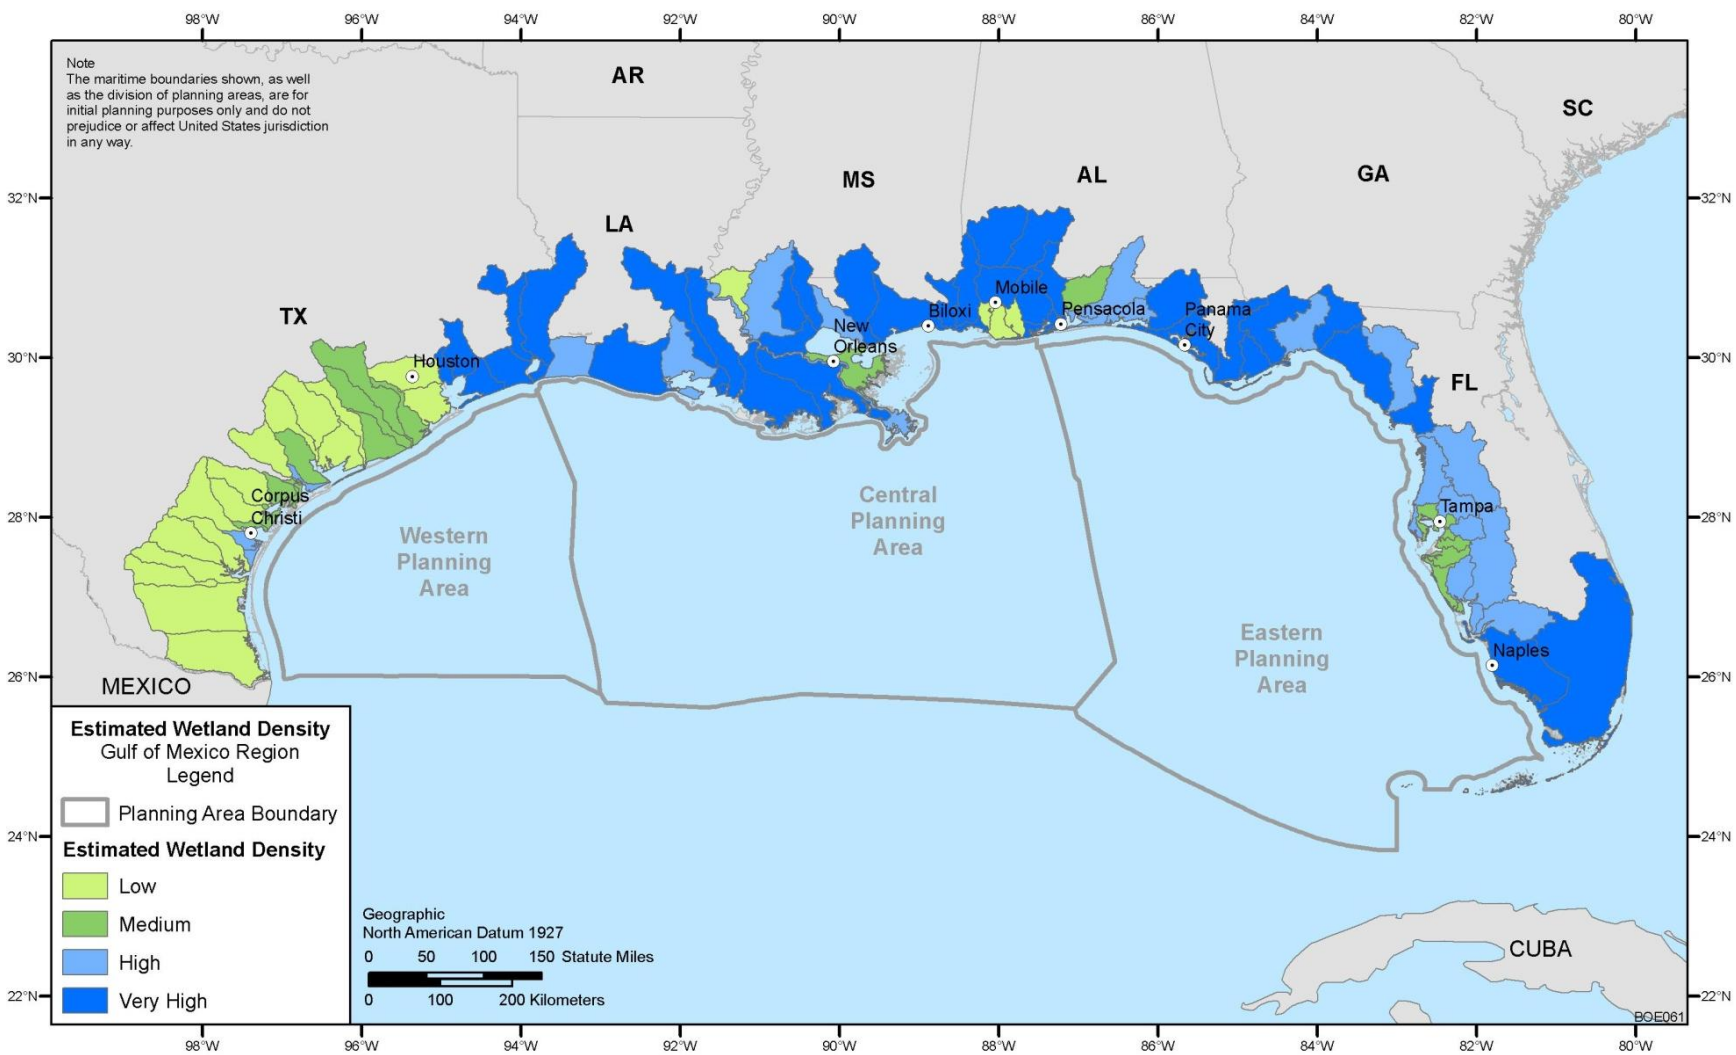 98°W 96°W 94°W 92°W 90°W 88°W 86°W 84°W 82°W 80°W
Note
The maritime boundaries shown, as well
as the division of planning areas, are for
initial planning purposes only and do not
prejudice or affect United States jurisdiction
in any way.
AR
SC
MS
AL
GA
32°N 32°N
LA
TX
Mobile
Biloxi
Pensacola
Panama
City
New
Orleans
Houston
30°N 30°N
FL
Corpus
Christi
Tampa
28°N 28°N
Western
Planning
Area
Central
Planning
Area
Eastern
Planning
Area
Naples
26°N 26°N
MEXICO
Estimated Wetland Density
Gulf of Mexico Region
Legend
Planning Area Boundary
Estimated Wetland Density
Low
Medium
High
Very High
24°N 24°N
Geographic
North American Datum 1927
0 50 100 150 Statute Miles
0 100 200 Kilometers
CUBA
22°N 22°N
BOE061
98°W 96°W 94°W 92°W 90°W 88°W 86°W 84°W 82°W 80°W